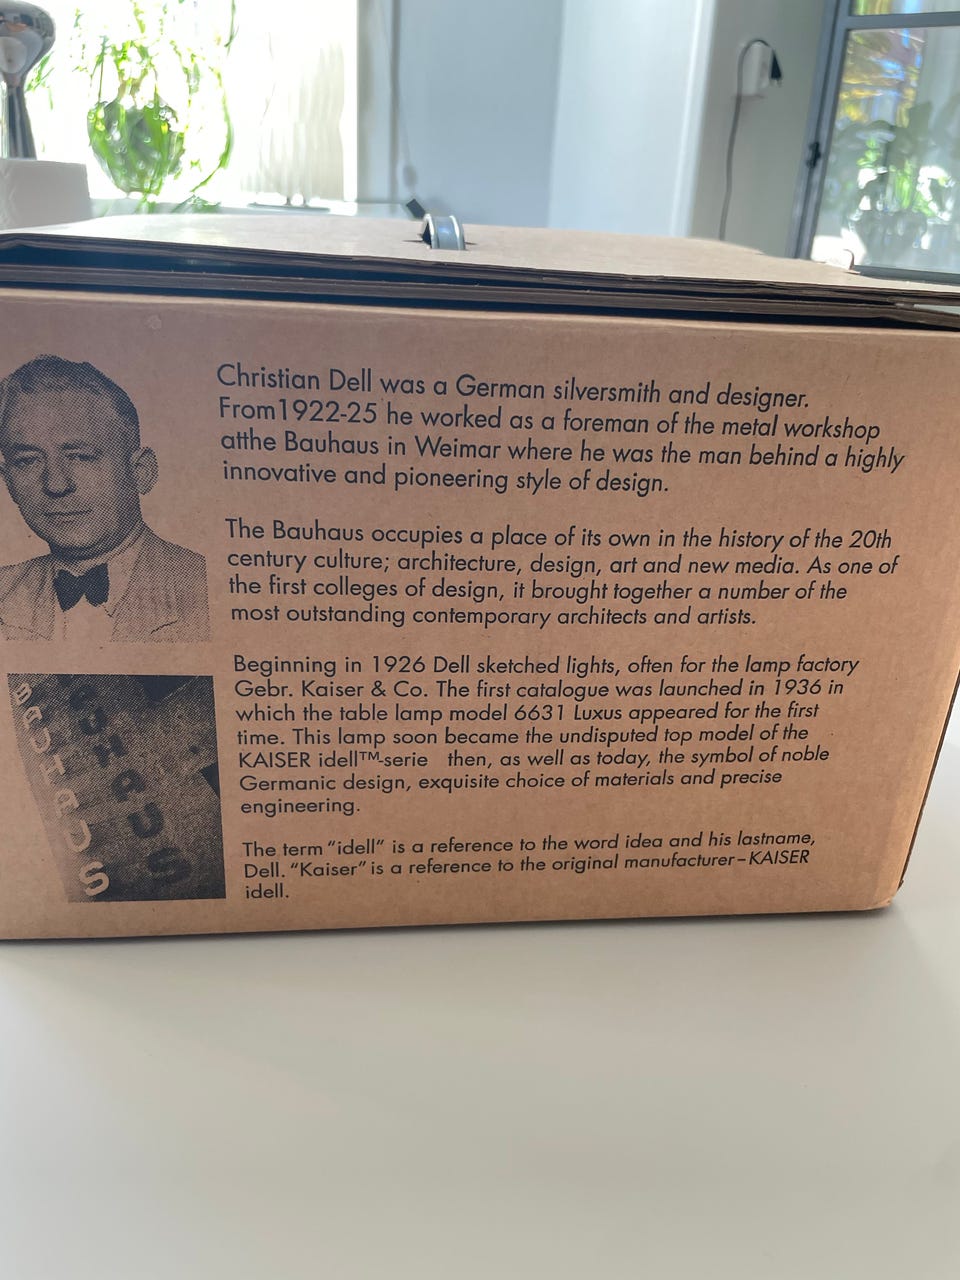 Christian Dell was a German silversmith and designer.
From1922-25 he worked as a foreman of the metal workshop
atthe Bauhaus in Weimar where he was the man behind a highly
innovative and pioneering style of design.
The Bauhaus occupies a place of its own in the history of the 20th
century culture; architecture, design, art and new media. As one of
the first colleges of design, it brought together a number of the
most outstanding contemporary architects and artists.
Beginning in 1926 Dell sketched lights, often for the lamp factory
Gebr. Kaiser & Co. The first catalogue was launched in 1936 in
which the table lamp model 6631 Luxus appeared for the first
time. This lamp soon became the undisputed top model of the
KAISER idell™-serie then, as well as today, the symbol of noble
Germanic design, exquisite choice of materials and precise
engineering.
The term "idell" is a reference to the word idea and his lastname,
Dell. "Kaiser" is a reference to the original manufacturer–KAISER
idell.
BAUHAUS
BAUHAUS